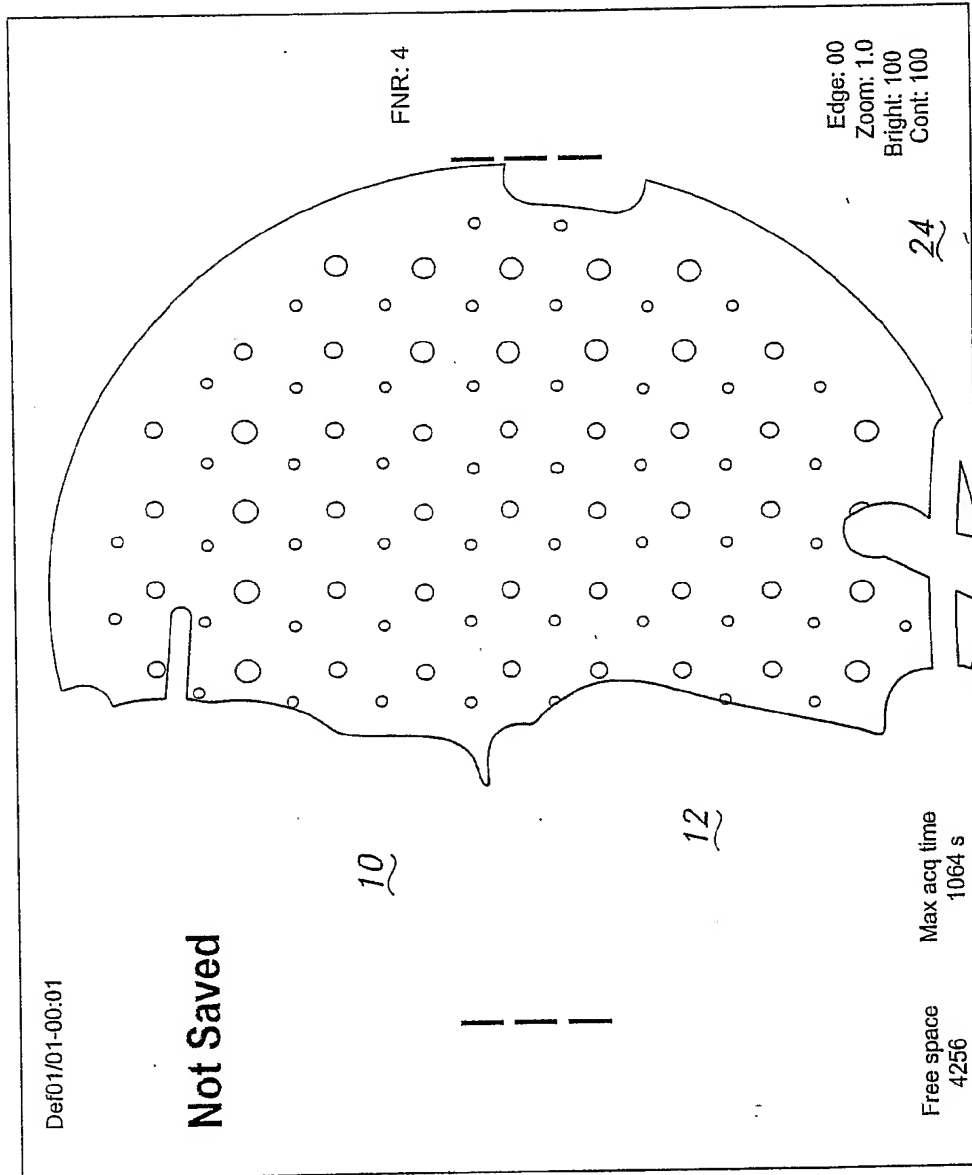 Def01/01-00:01
Not Saved
FNR: 4
10
12
24
Edge: 00
Zoom: 1.0
Bright: 100
Cont: 100
Free space
4256
Max acq time
1064 s